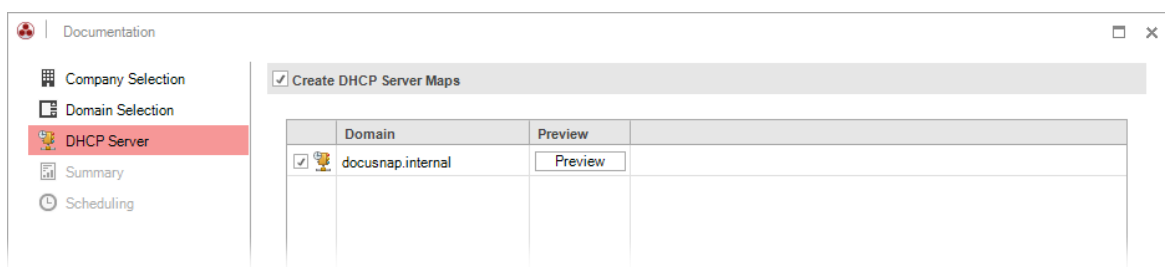 Documentation
Company Selection
Domain Selection
DHCP Server
Summary
Scheduling
Create DHCP Server Maps
Domain Preview
docusnap.internal Preview